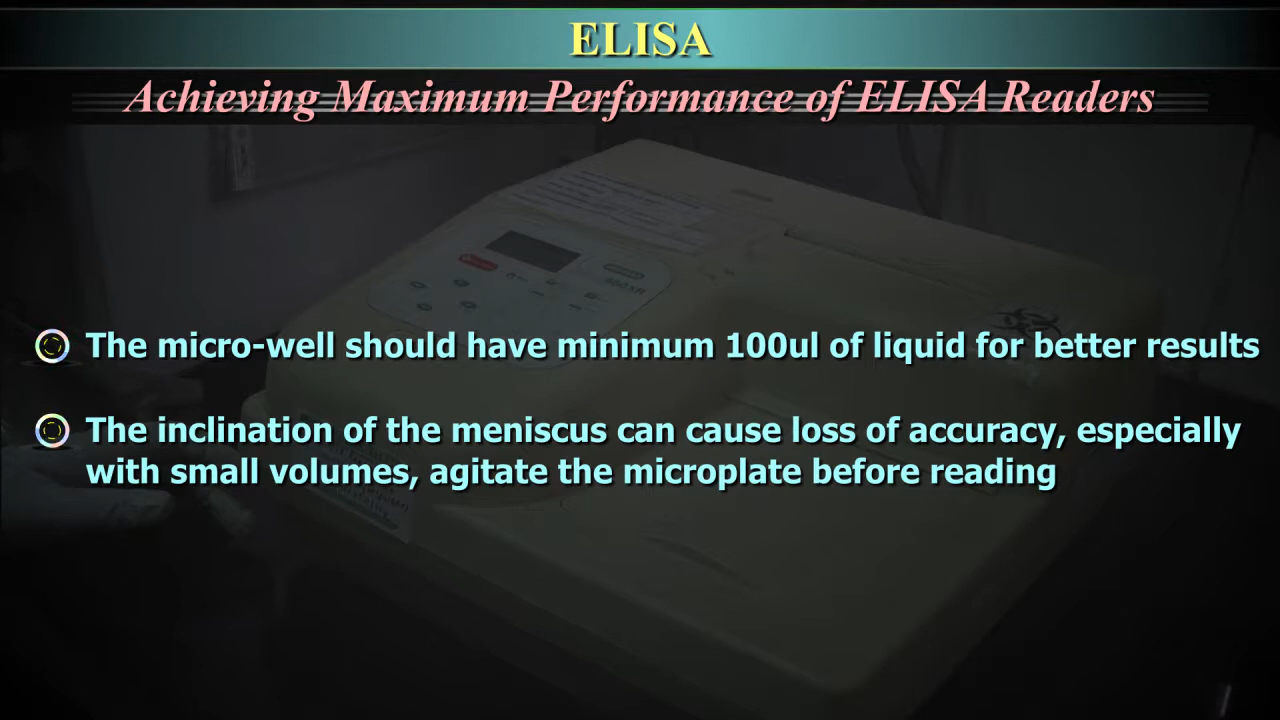 ELISA
Achieving Maximum Performance of ELISA Readers
The micro-well should have minimum 100ul of liquid for better results
The inclination of the meniscus can cause loss of accuracy, especially
with small volumes, agitate the microplate before reading